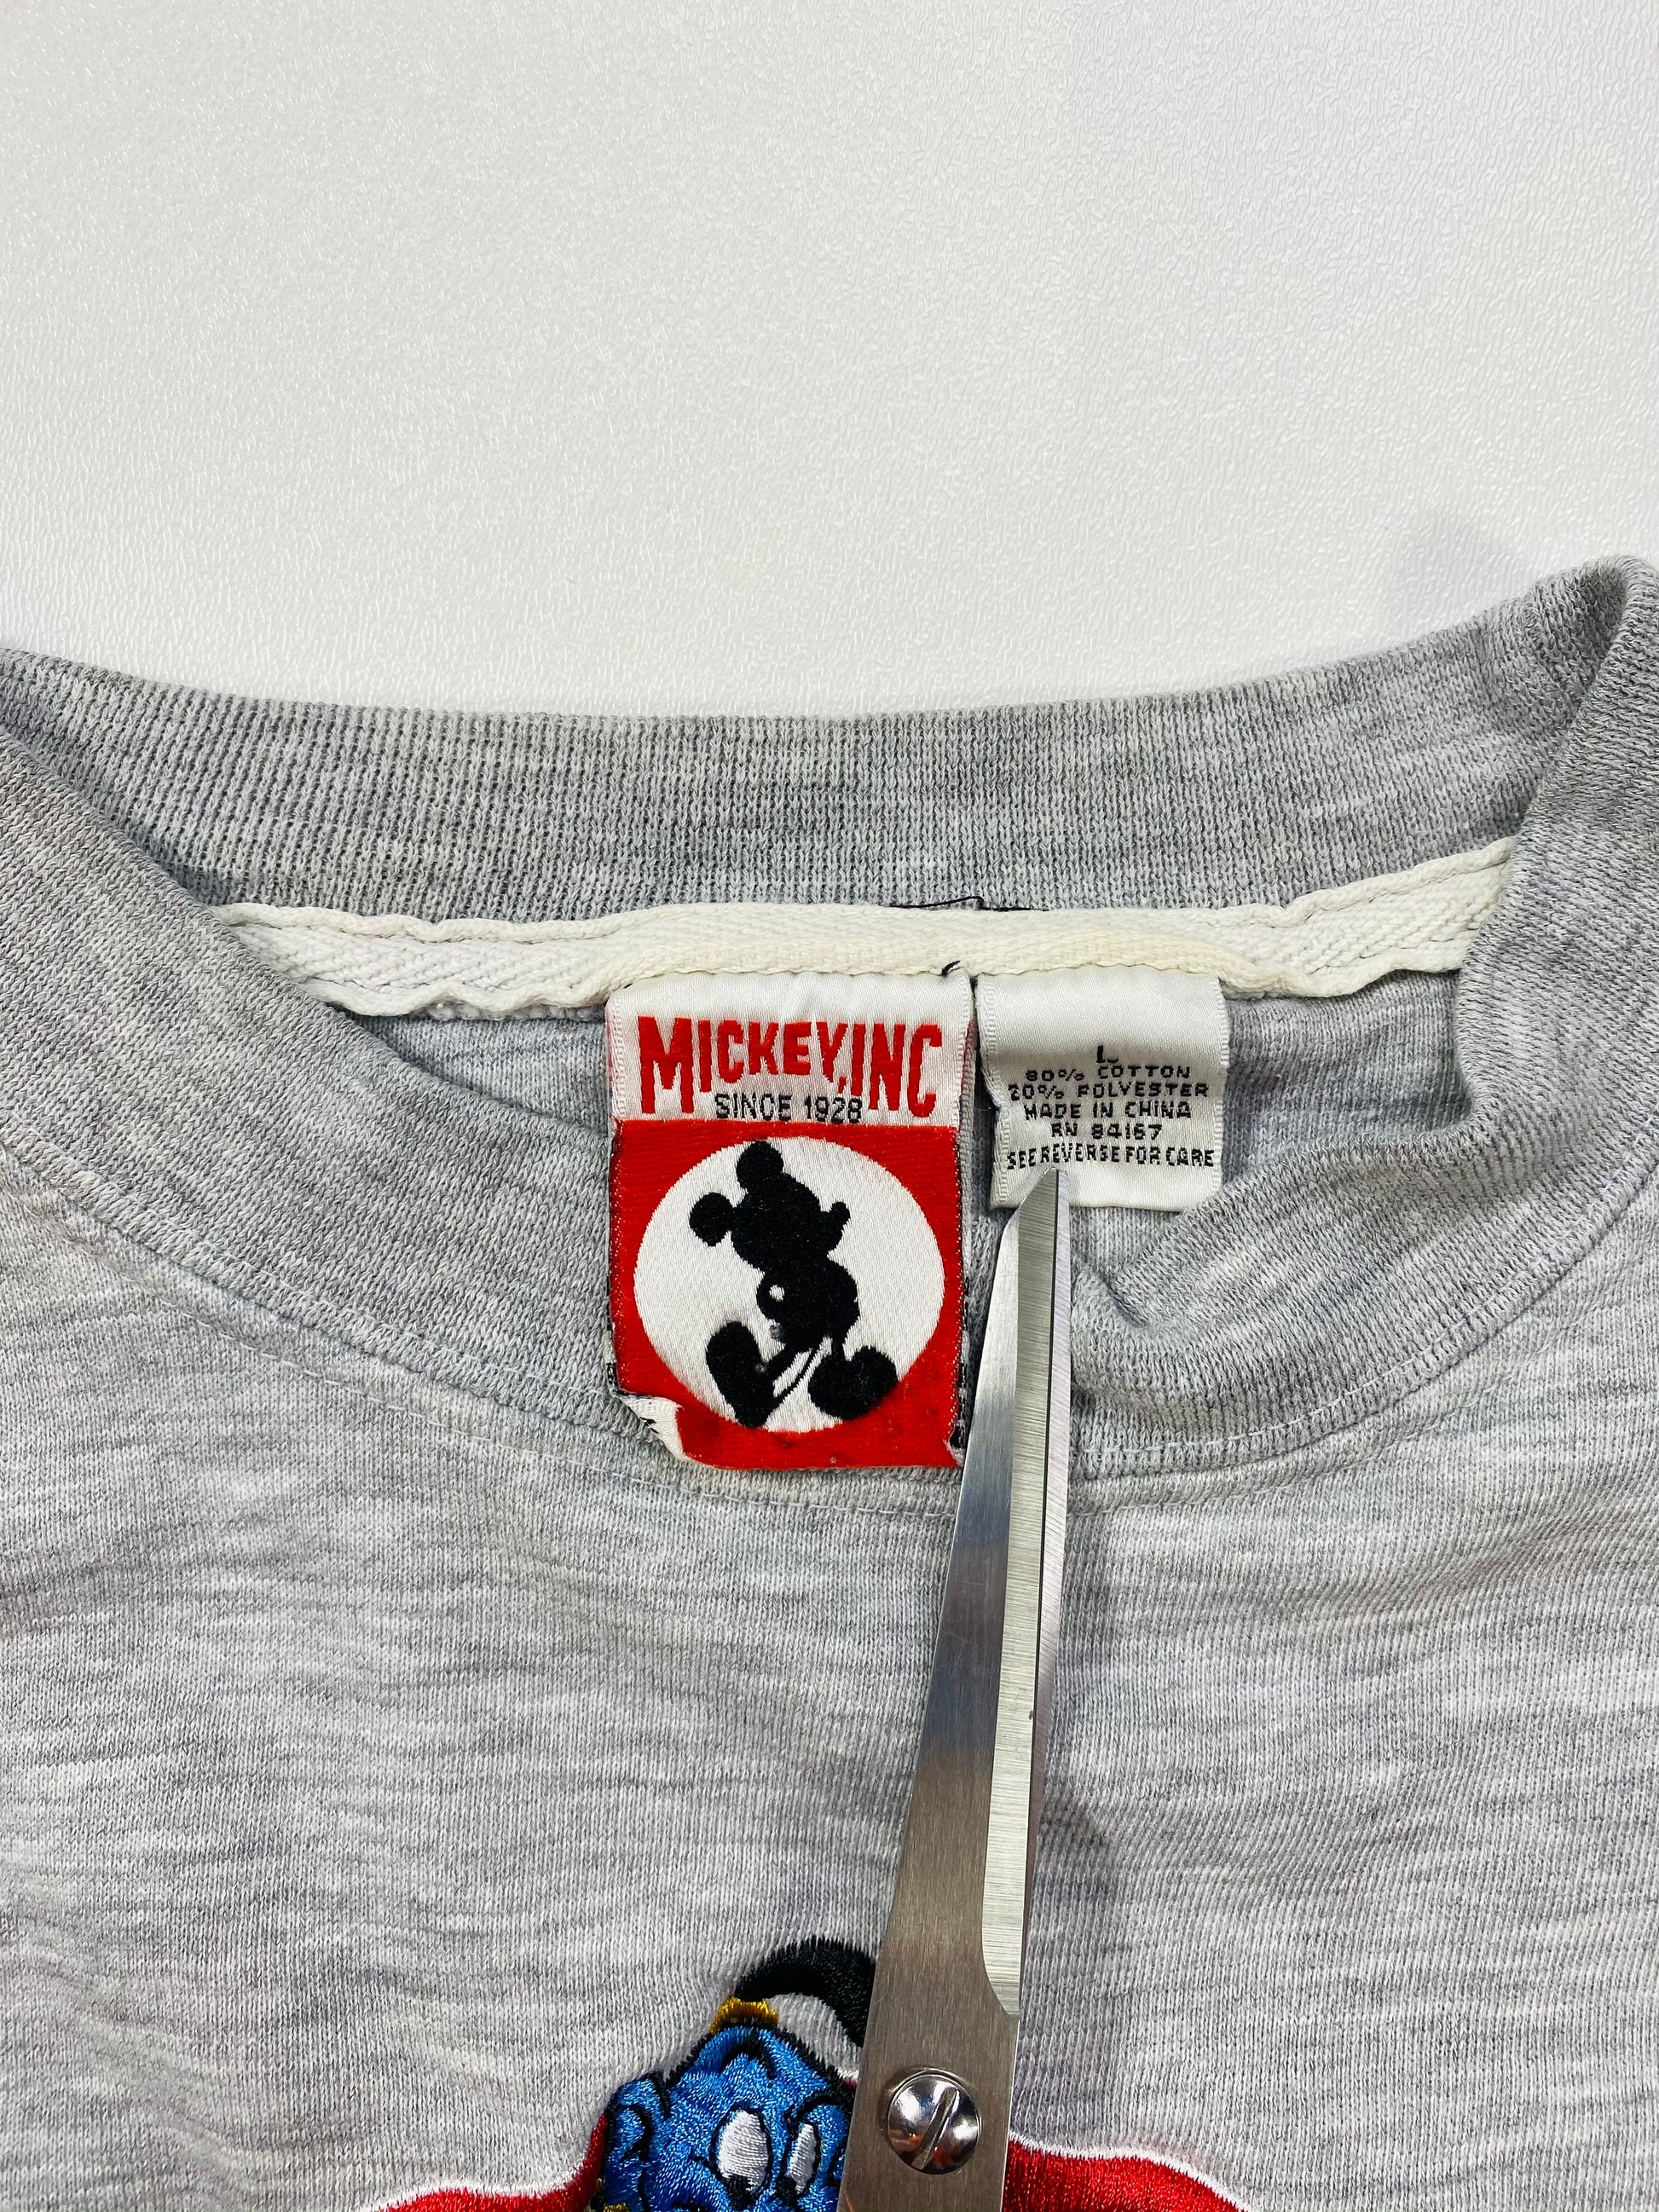 MICKEY, INC
SINCE 1928
L
80% COTTON
20% POLYESTER
MADE IN CHINA
RN 84167
SEE REVERSE FOR CARE